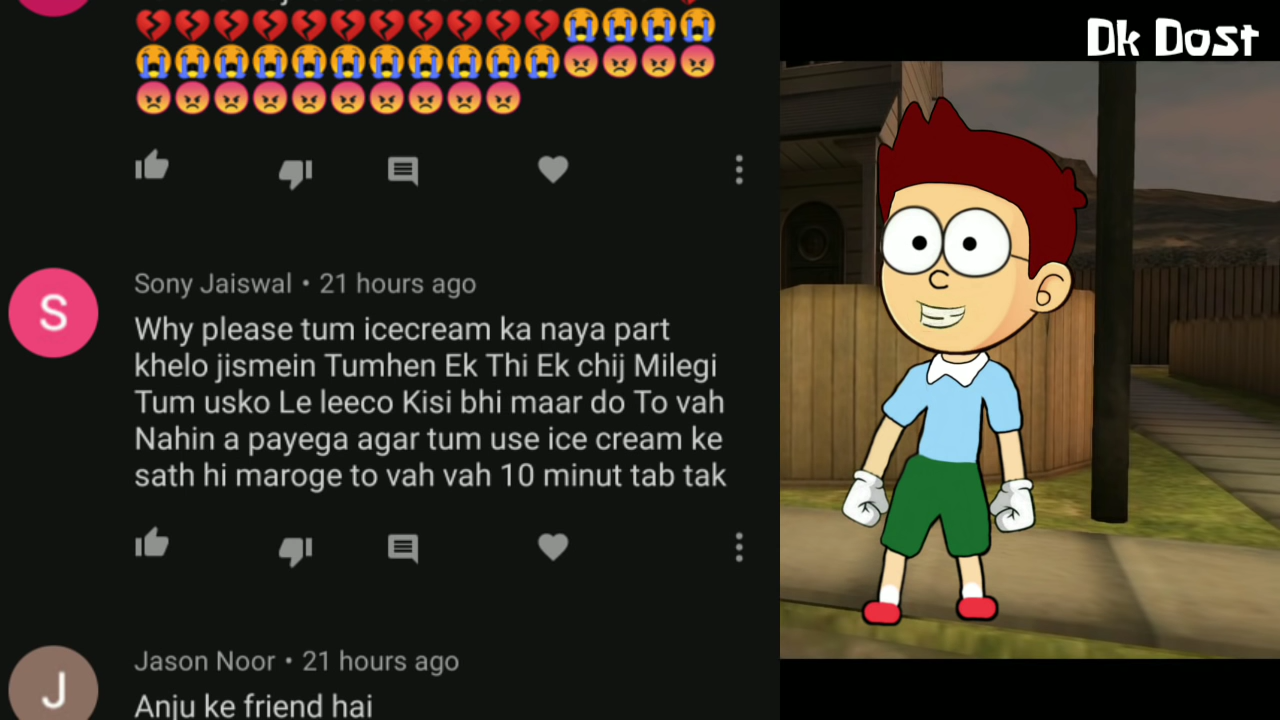 💔💔💔💔💔💔💔💔💔💔💔😭😭😭😭
😭😭😭😭😭😭😭😭😭😭😭😡😡😡😡
😡😡😡😡😡😡😡😡😡😡
S
Sony Jaiswal • 21 hours ago
Why please tum icecream ka naya part
khelo jismein Tumhen Ek Thi Ek chij Milegi
Tum usko Le leeco Kisi bhi maar do To vah
Nahin a payega agar tum use ice cream ke
sath hi maroge to vah vah 10 minut tab tak
J
Jason Noor • 21 hours ago
Anju ke friend hai
Dk Dost